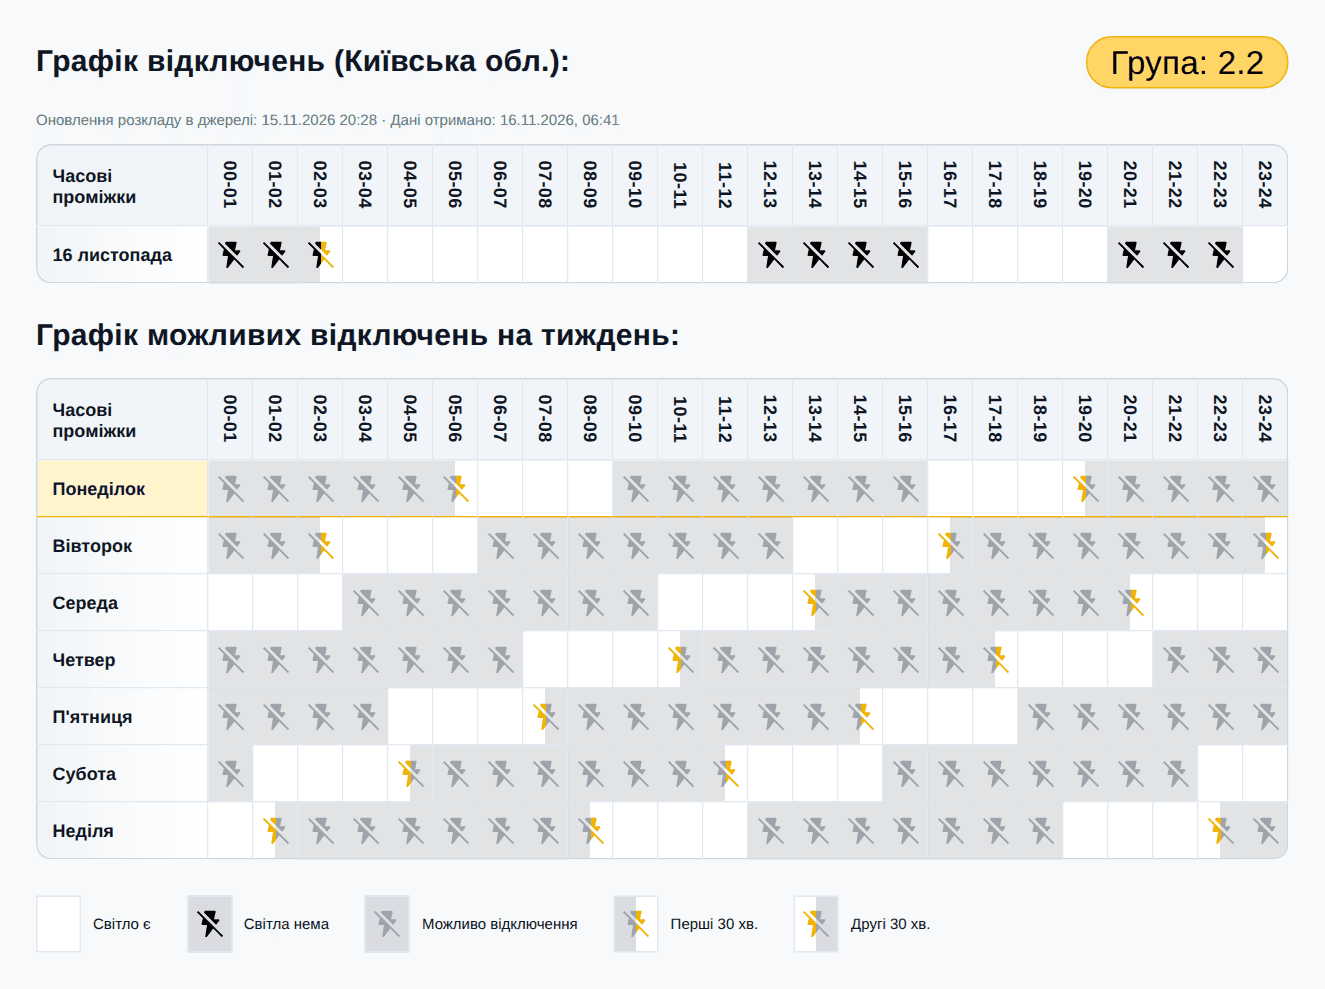 Графік відключень (Київська обл.):
Група: 2.2
Оновлення розкладу в джерелі: 15.11.2026 20:28 · Дані отримано: 16.11.2026, 06:41
Часові проміжки
00-01 01-02 02-03 03-04 04-05 05-06 06-07 07-08 08-09 09-10 10-11 11-12 12-13 13-14 14-15 15-16 16-17 17-18 18-19 19-20 20-21 21-22 22-23 23-24
16 листопада
Графік можливих відключень на тиждень:
Часові проміжки
00-01 01-02 02-03 03-04 04-05 05-06 06-07 07-08 08-09 09-10 10-11 11-12 12-13 13-14 14-15 15-16 16-17 17-18 18-19 19-20 20-21 21-22 22-23 23-24
Понеділок
Вівторок
Середа
Четвер
П'ятниця
Субота
Неділя
Світло є
Світла нема
Можливо відключення
Перші 30 хв.
Другі 30 хв.